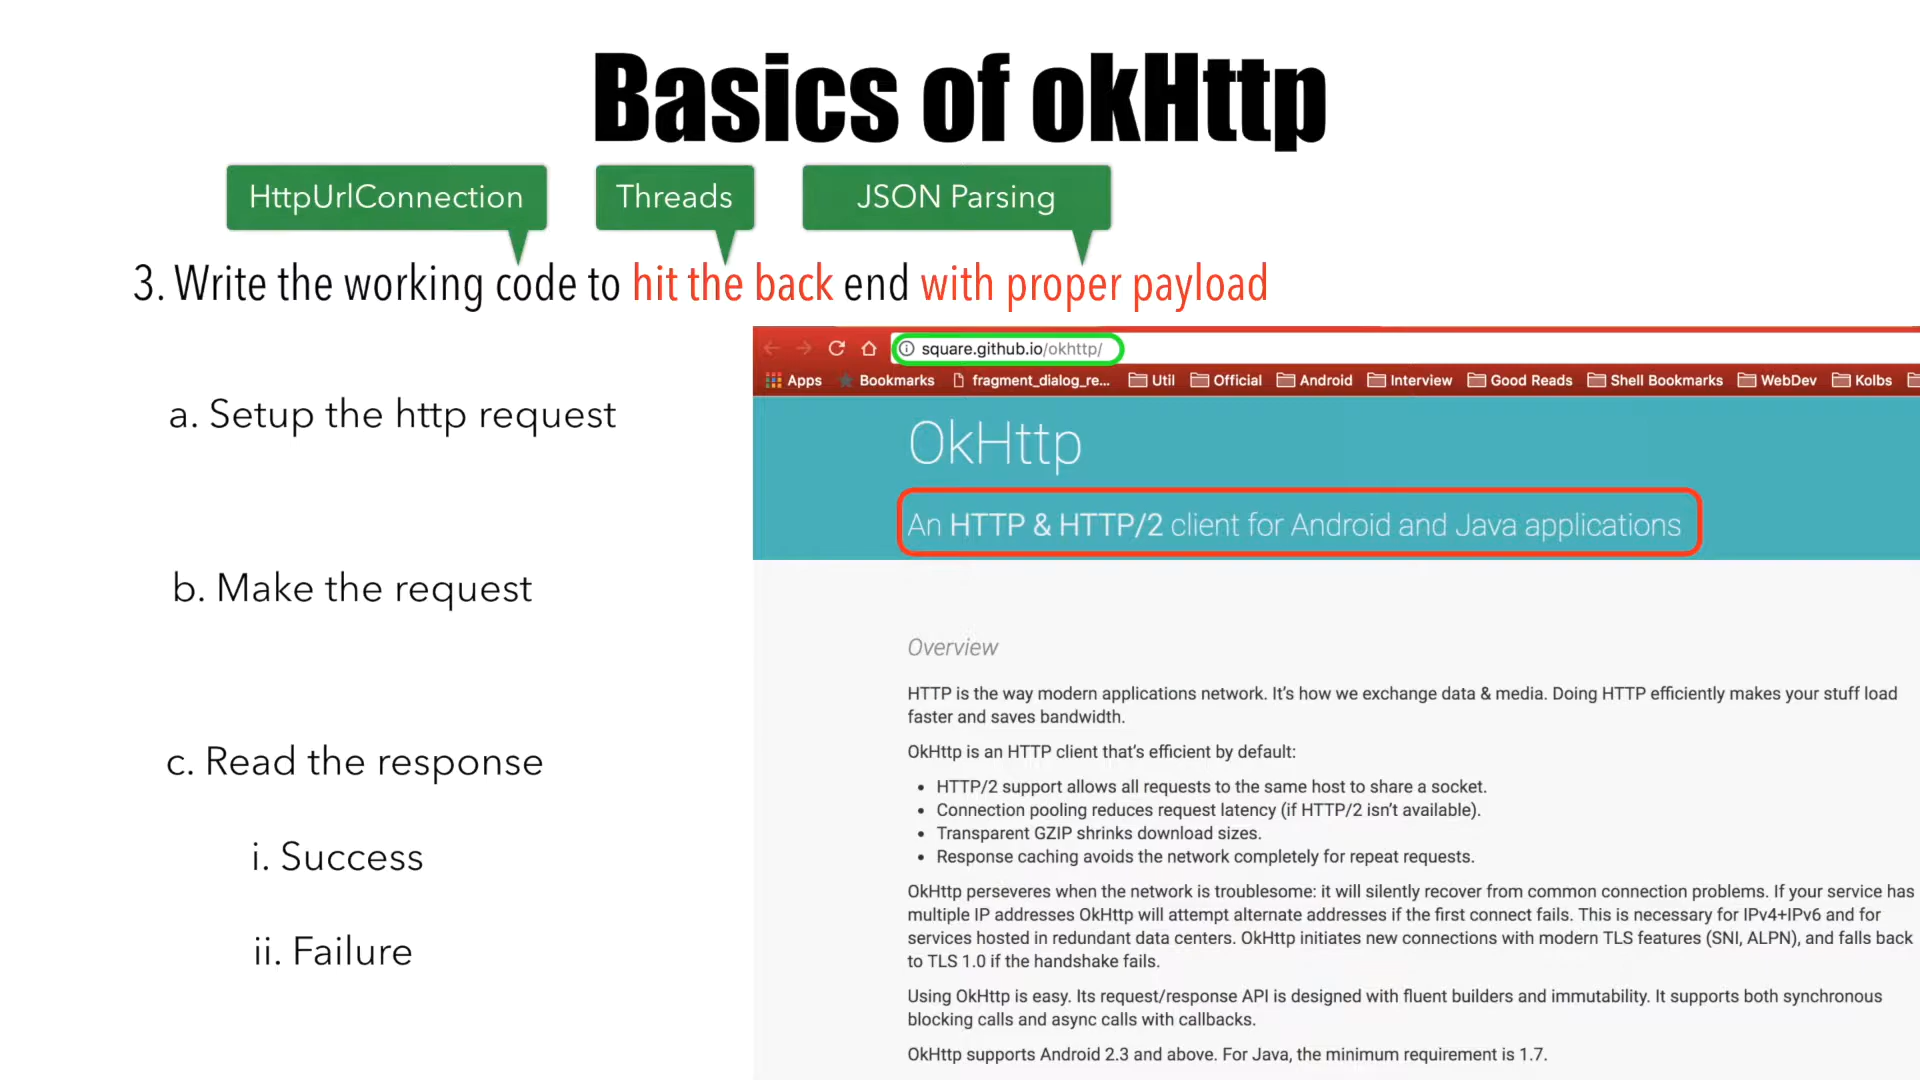 Basics of okHttp
HttpUrlConnection
Threads
JSON Parsing
3. Write the working code to hit the back end with proper payload
a. Setup the http request
b. Make the request
c. Read the response
i. Success
ii. Failure
square.github.io/okhttp/
Apps Bookmarks fragment_dialog_re... Util Official Android Interview Good Reads Shell Bookmarks WebDev Kolbs
OkHttp
An HTTP & HTTP/2 client for Android and Java applications
Overview
HTTP is the way modern applications network. It's how we exchange data & media. Doing HTTP efficiently makes your stuff load
faster and saves bandwidth.
OkHttp is an HTTP client that's efficient by default:
• HTTP/2 support allows all requests to the same host to share a socket.
• Connection pooling reduces request latency (if HTTP/2 isn't available).
• Transparent GZIP shrinks download sizes.
• Response caching avoids the network completely for repeat requests.
OkHttp perseveres when the network is troublesome: it will silently recover from common connection problems. If your service has
multiple IP addresses OkHttp will attempt alternate addresses if the first connect fails. This is necessary for IPv4+IPv6 and for
services hosted in redundant data centers. OkHttp initiates new connections with modern TLS features (SNI, ALPN), and falls back
to TLS 1.0 if the handshake fails.
Using OkHttp is easy. Its request/response API is designed with fluent builders and immutability. It supports both synchronous
blocking calls and async calls with callbacks.
OkHttp supports Android 2.3 and above. For Java, the minimum requirement is 1.7.